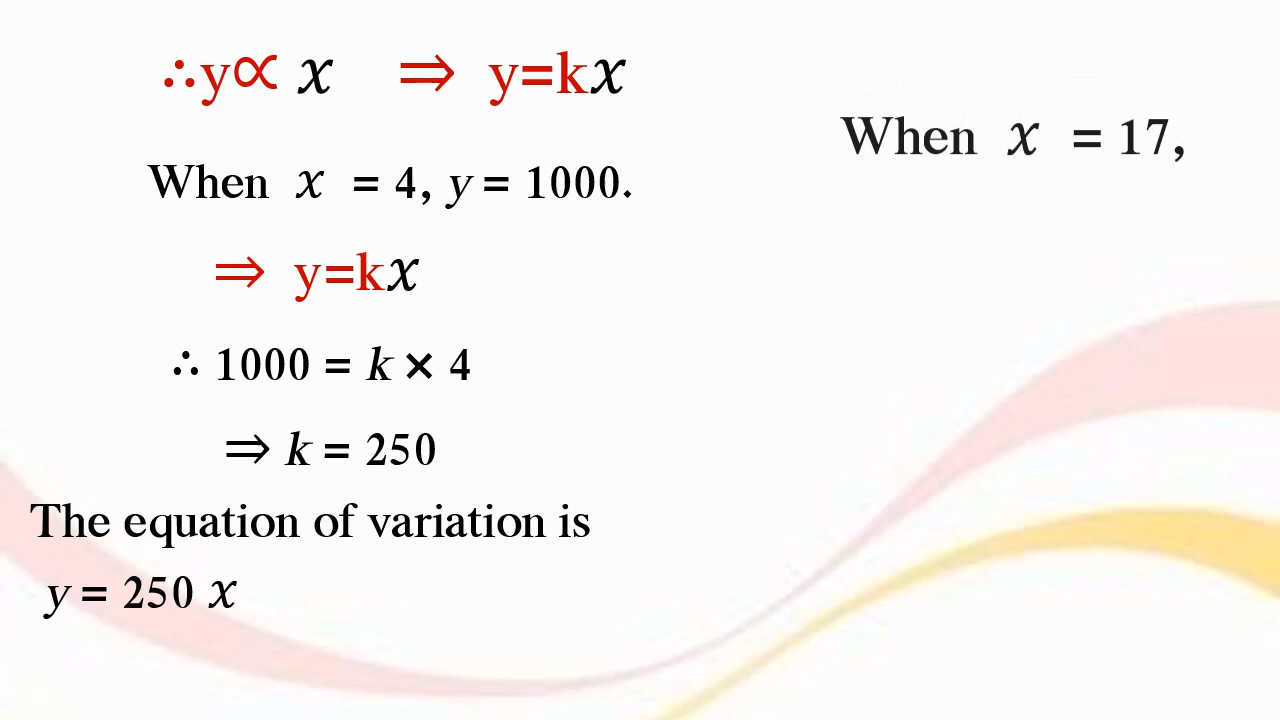 ∴y∝ x ⇒ y=kx
When x = 4, y = 1000.
⇒ y=kx
∴ 1000 = k × 4
⇒ k = 250
The equation of variation is
y = 250 x
When x = 17,